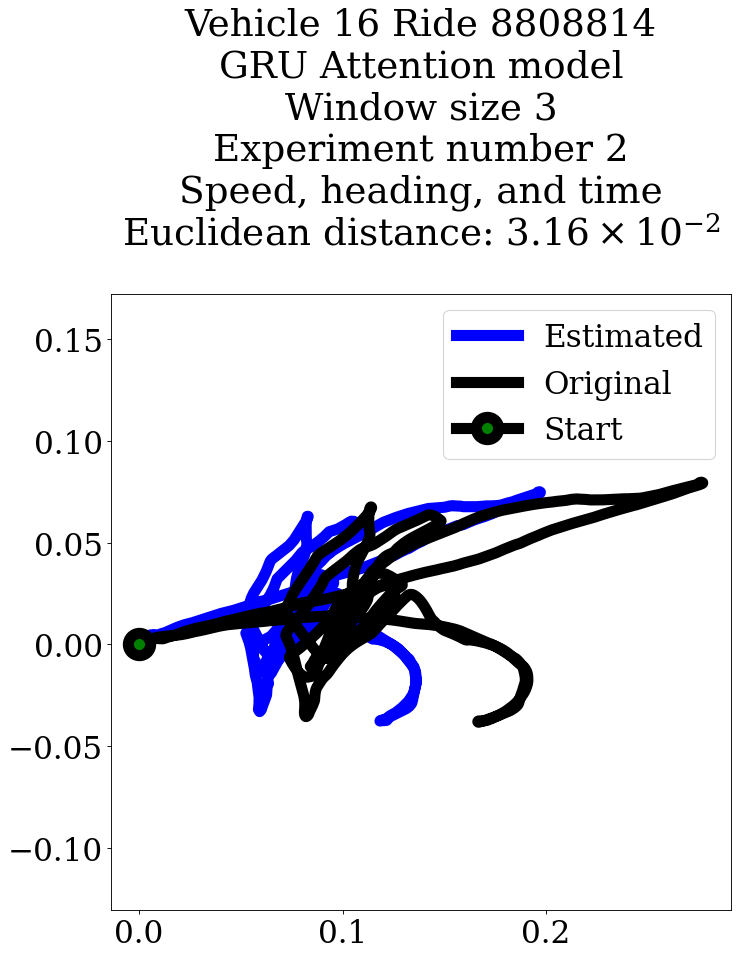 Vehicle 16 Ride 8808814
GRU Attention model
Window size 3
Experiment number 2
Speed, heading, and time
Euclidean distance: 3.16 × 10⁻²
Estimated
Original
Start
0.15
0.10
0.05
0.00
−0.05
−0.10
0.0
0.1
0.2